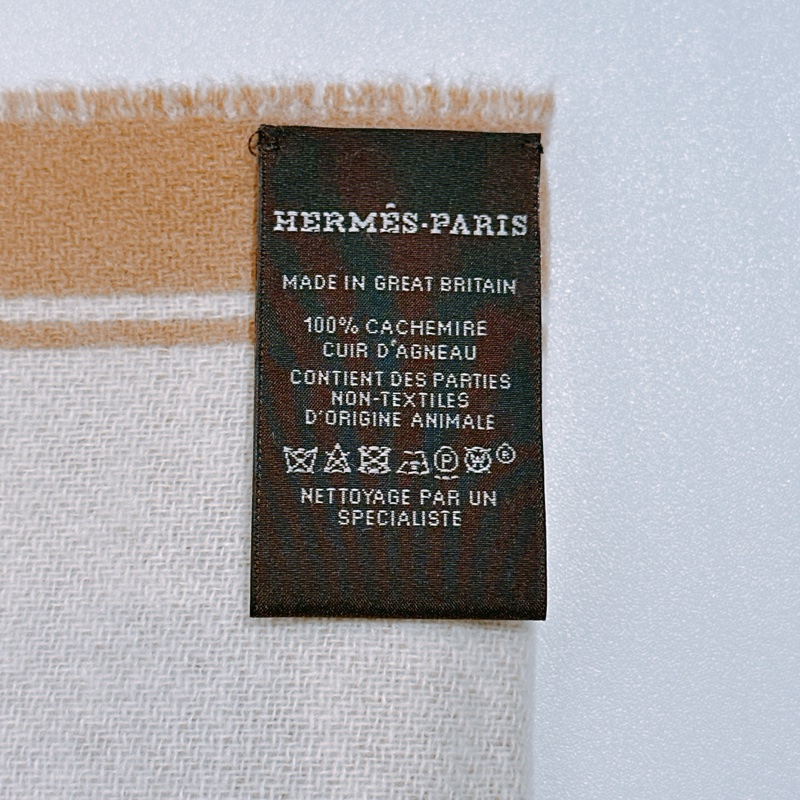 HERMÊS-PARIS
MADE IN GREAT BRITAIN
100% CACHEMIRE
CUIR D'AGNEAU
CONTIENT DES PARTIES
NON-TEXTILES
D'ORIGINE ANIMALE
P W ®
NETTOYAGE PAR UN
SPECIALISTE